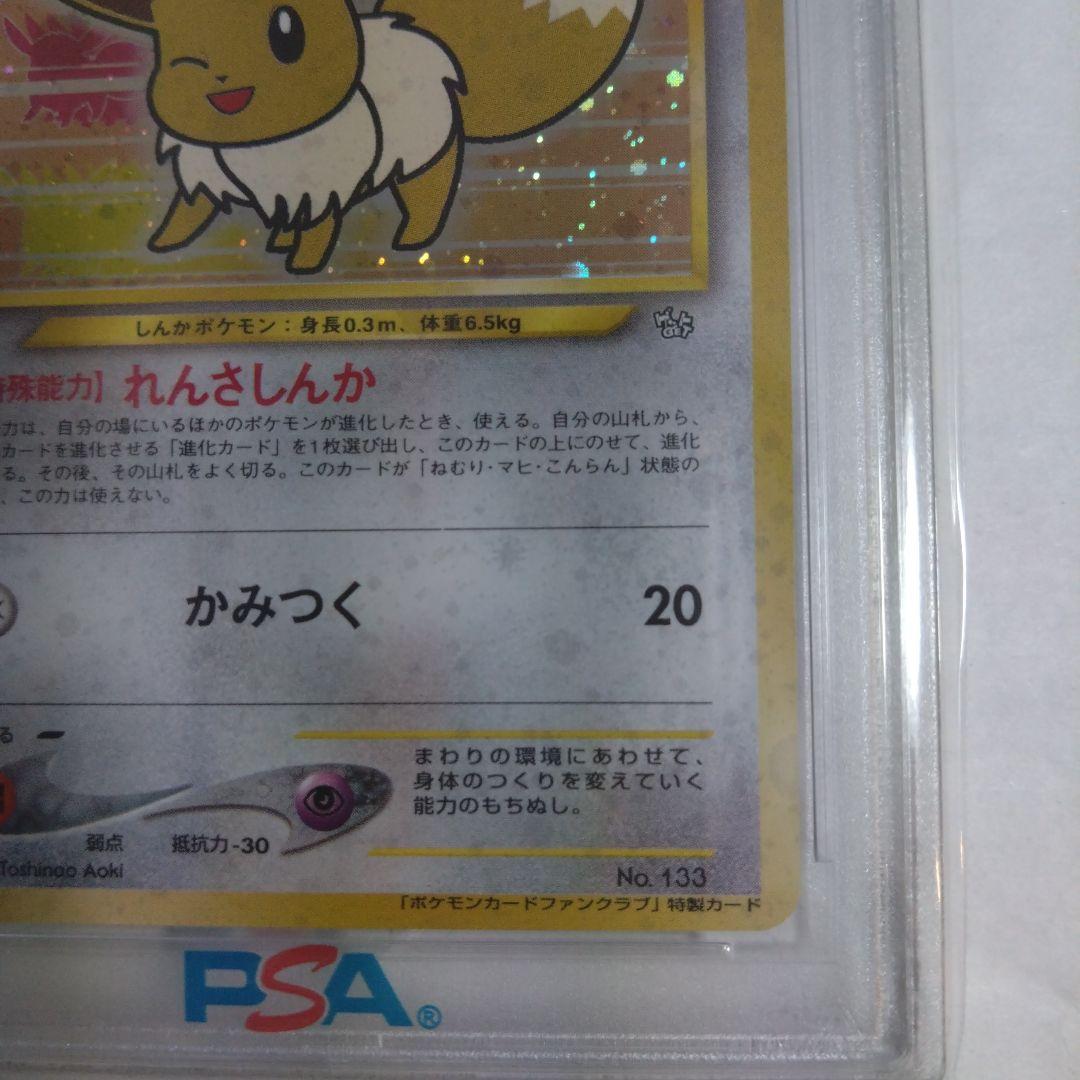 しんかポケモン：身長0.3m、体重6.5kg
ゲット GET
殊能力】 れんさしんか
力は、自分の場にいるほかのポケモンが進化したとき、使える。自分の山札から、
カードを進化させる「進化カード」を1枚選び出し、このカードの上にのせて、進化
る。その後、その山札をよく切る。このカードが「ねむり・マヒ・こんらん」状態の
、この力は使えない。
かみつく 20
る
まわりの環境にあわせて、
身体のつくりを変えていく
能力のもちぬし。
弱点 抵抗力-30
Toshinao Aoki
No. 133
「ポケモンカードファンクラブ」特製カード
PSA®